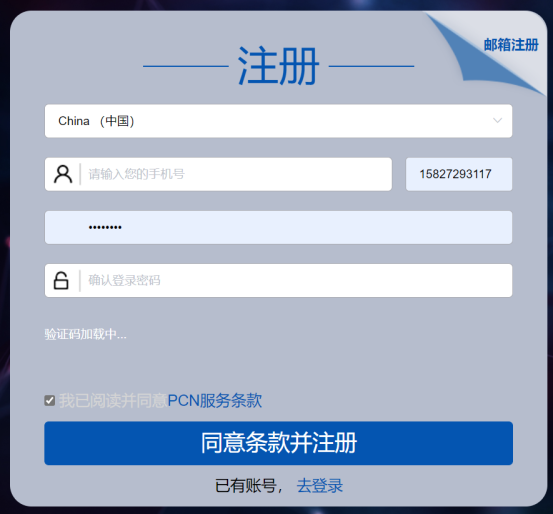 邮箱注册
注册
China （中国）
请输入您的手机号 15827293117
••••••••
确认登录密码
验证码加载中...
我已阅读并同意PCN服务条款
同意条款并注册
已有账号， 去登录